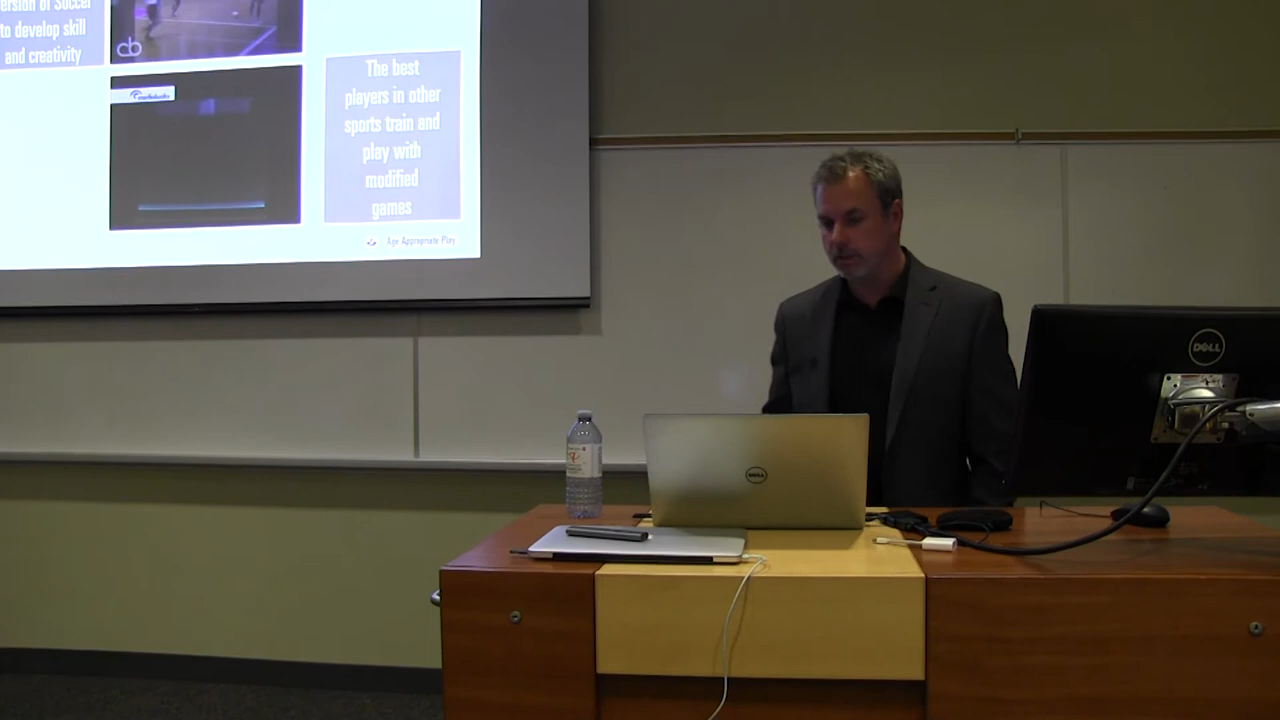 ersion of Soccer
to develop skill
and creativity
cb
The best
players in other
sports train and
play with
modified
games
Age Appropriate Play
DELL
DELL